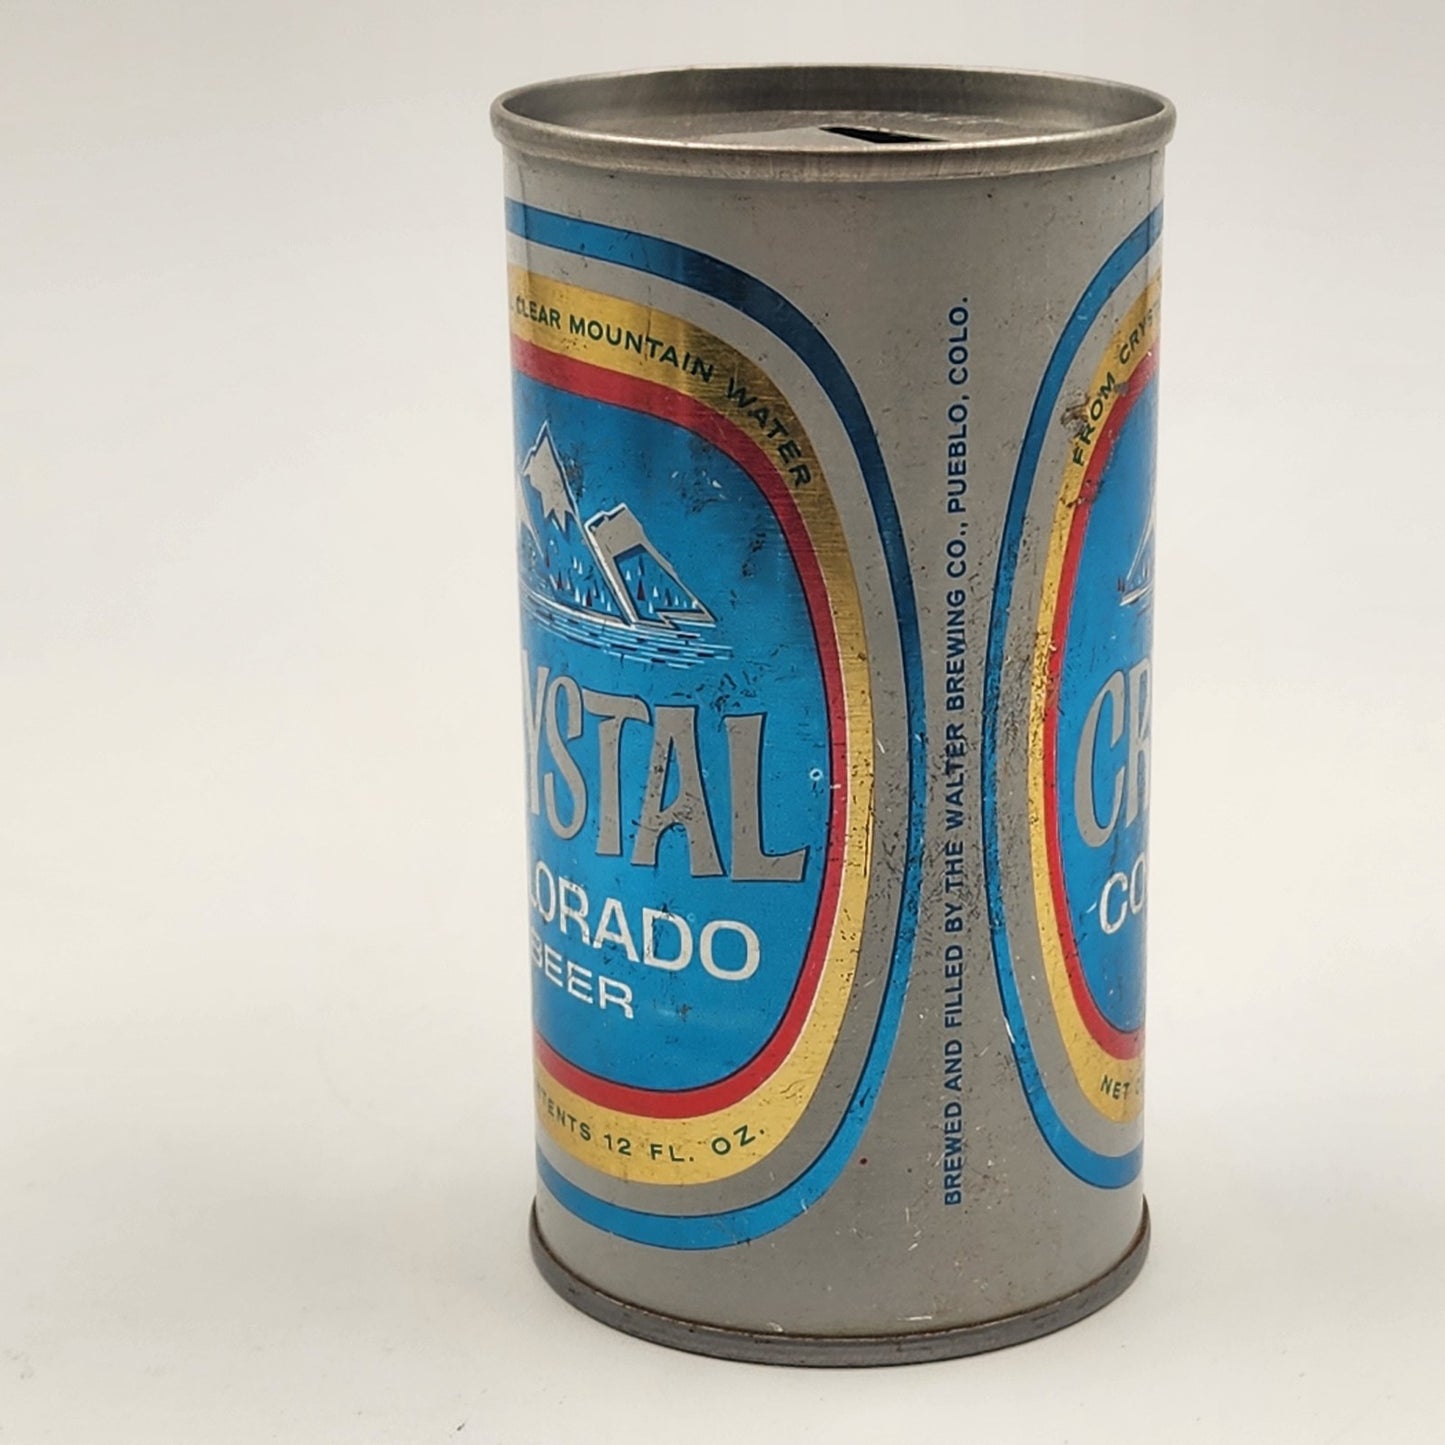 CLEAR MOUNTAIN WATER
YSTAL
LORADO
BEER
TENTS 12 FL. OZ.
BREWED AND FILLED BY THE WALTER BREWING CO., PUEBLO, COLO.
FROM CRYST
CR
CO
NET